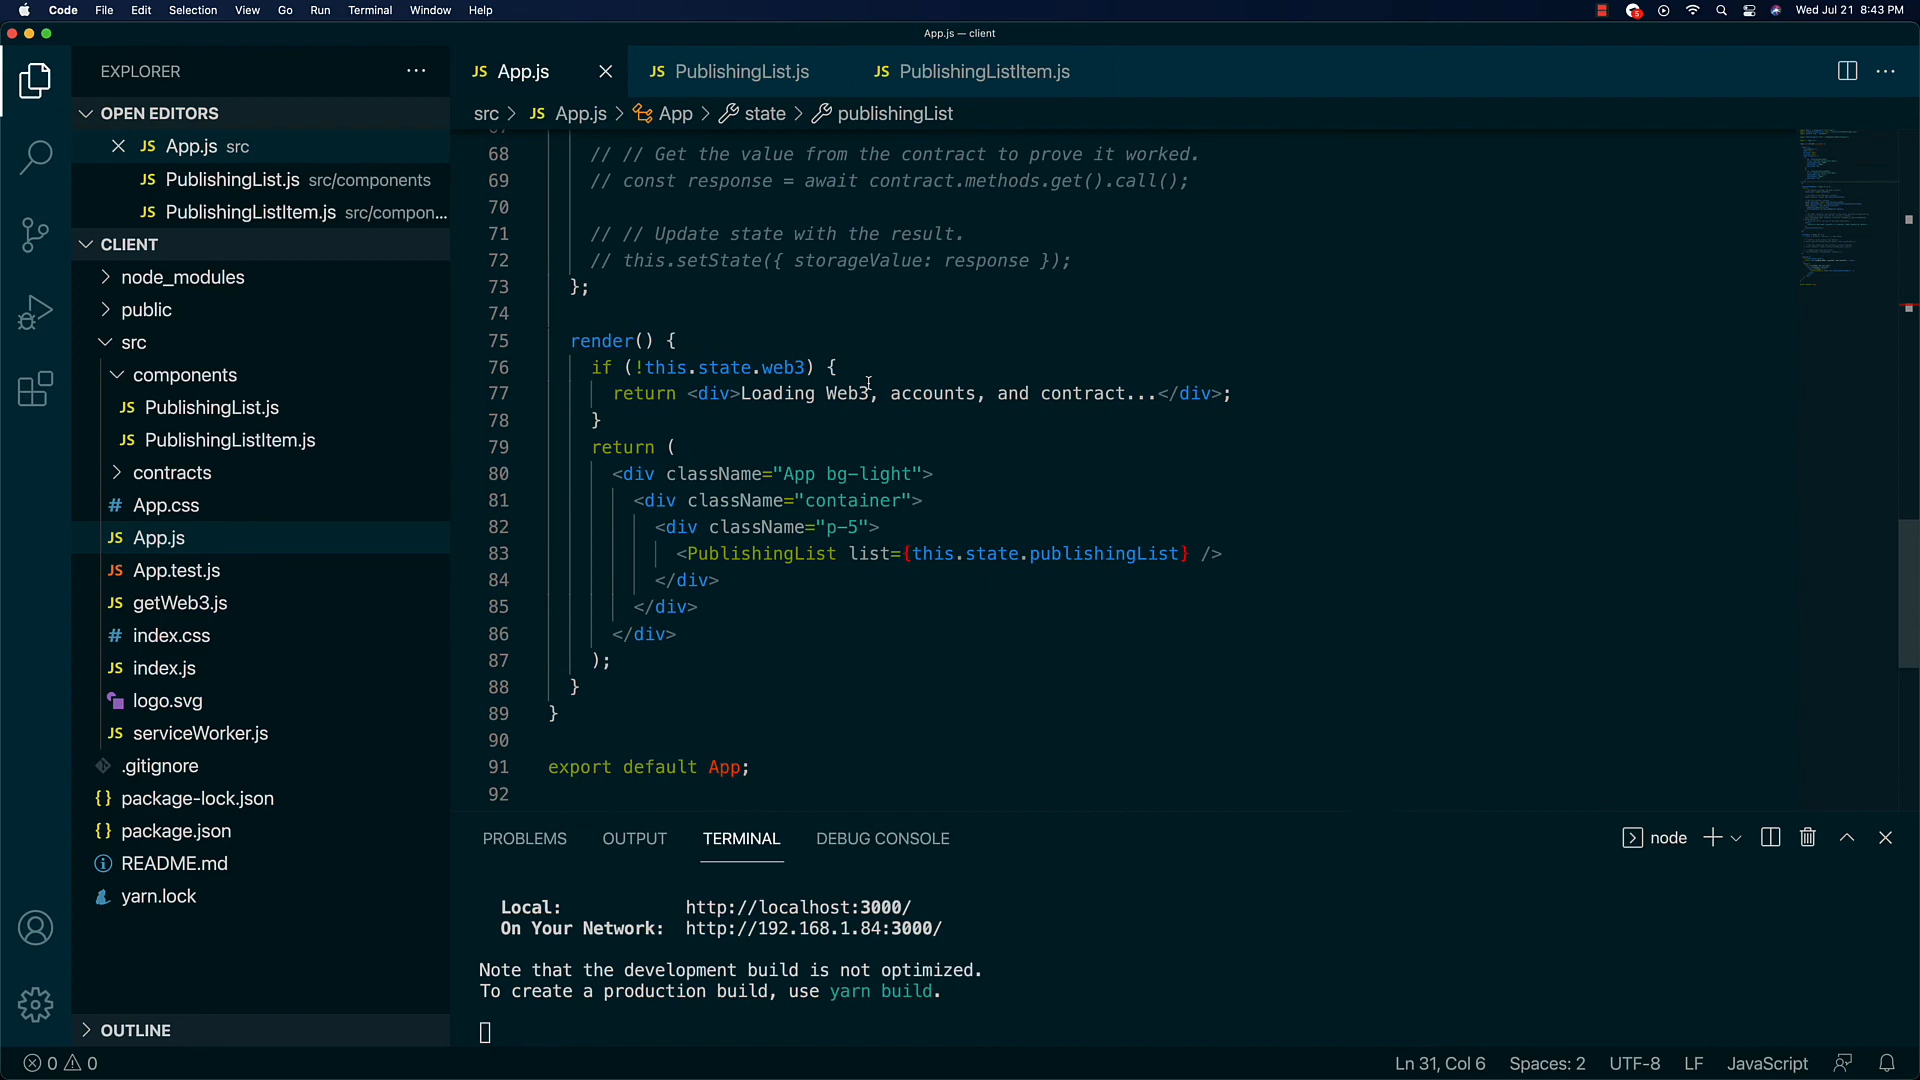 Code File Edit Selection View Go Run Terminal Window Help
5
Wed Jul 21 8:43 PM
App.js — client
EXPLORER
OPEN EDITORS
JS App.js src
JS PublishingList.js src/components
JS PublishingListItem.js src/compon...
CLIENT
node_modules
public
src
components
JS PublishingList.js
JS PublishingListItem.js
contracts
# App.css
JS App.js
JS App.test.js
JS getWeb3.js
# index.css
JS index.js
logo.svg
JS serviceWorker.js
.gitignore
{} package-lock.json
{} package.json
README.md
yarn.lock
OUTLINE
JS App.js
JS PublishingList.js
JS PublishingListItem.js
src > JS App.js > App > state > publishingList
68 // // Get the value from the contract to prove it worked.
69 // const response = await contract.methods.get().call();
70
71 // // Update state with the result.
72 // this.setState({ storageValue: response });
73 };
74
75 render() {
76 if (!this.state.web3) {
77 return <div>Loading Web3, accounts, and contract...</div>;
78 }
79 return (
80 <div className="App bg-light">
81 <div className="container">
82 <div className="p-5">
83 <PublishingList list={this.state.publishingList} />
84 </div>
85 </div>
86 </div>
87 );
88 }
89 }
90
91 export default App;
92
PROBLEMS OUTPUT TERMINAL DEBUG CONSOLE
node
Local: http://localhost:3000/
On Your Network: http://192.168.1.84:3000/
Note that the development build is not optimized.
To create a production build, use yarn build.
0 0
Ln 31, Col 6 Spaces: 2 UTF-8 LF JavaScript